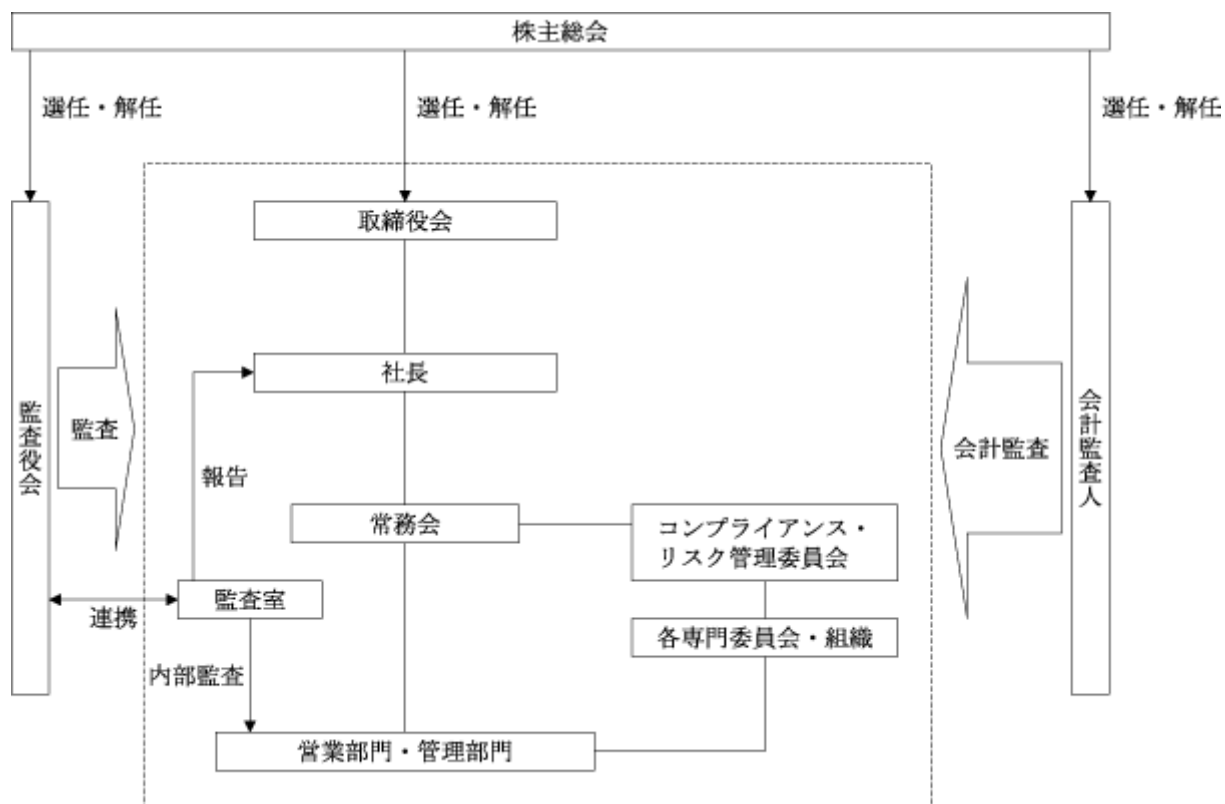 株主総会
選任・解任
選任・解任
選任・解任
取締役会
社長
監査役会
監査
報告
会計監査
会計監査人
常務会
コンプライアンス・
リスク管理委員会
監査室
連携
各専門委員会・組織
内部監査
営業部門・管理部門